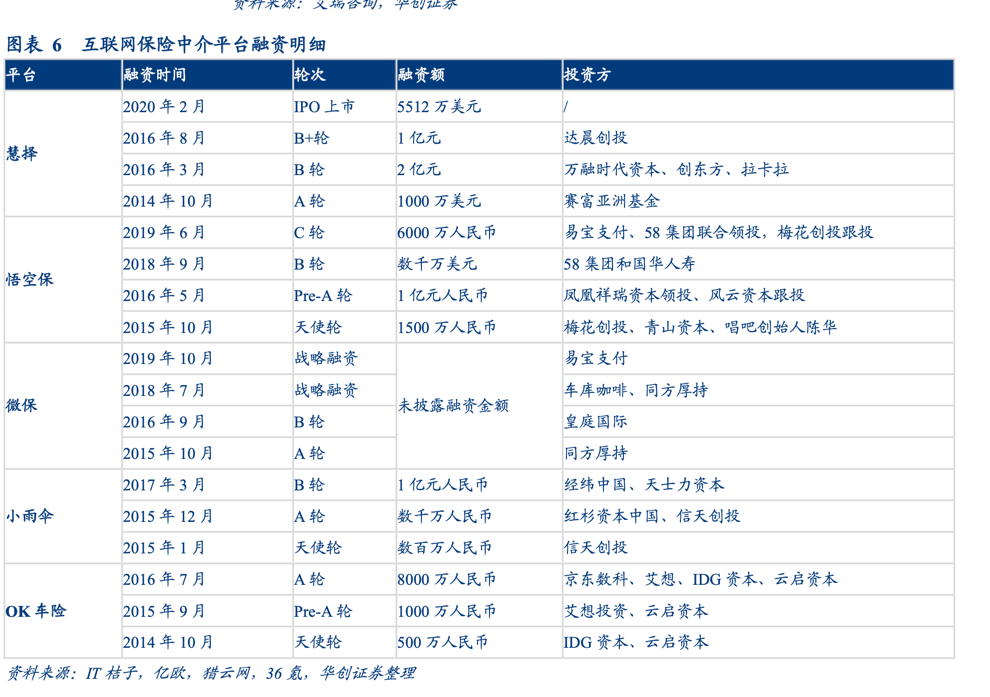 资料来源：艾瑞咨询，华创证券
图表 6 互联网保险中介平台融资明细
平台 融资时间 轮次 融资额 投资方
慧择
2020 年 2 月 IPO 上市 5512 万美元 /
2016 年 8 月 B+轮 1 亿元 达晨创投
2016 年 3 月 B 轮 2 亿元 万融时代资本、创东方、拉卡拉
2014 年 10 月 A 轮 1000 万美元 赛富亚洲基金
悟空保
2019 年 6 月 C 轮 6000 万人民币 易宝支付、58 集团联合领投，梅花创投跟投
2018 年 9 月 B 轮 数千万美元 58 集团和国华人寿
2016 年 5 月 Pre-A 轮 1 亿元人民币 凤凰祥瑞资本领投、风云资本跟投
2015 年 10 月 天使轮 1500 万人民币 梅花创投、青山资本、唱吧创始人陈华
微保
未披露融资金额
2019 年 10 月 战略融资 易宝支付
2018 年 7 月 战略融资 车库咖啡、同方厚持
2016 年 9 月 B 轮 皇庭国际
2015 年 10 月 A 轮 同方厚持
小雨伞
2017 年 3 月 B 轮 1 亿元人民币 经纬中国、天士力资本
2015 年 12 月 A 轮 数千万人民币 红杉资本中国、信天创投
2015 年 1 月 天使轮 数百万人民币 信天创投
OK 车险
2016 年 7 月 A 轮 8000 万人民币 京东数科、艾想、IDG 资本、云启资本
2015 年 9 月 Pre-A 轮 1000 万人民币 艾想投资、云启资本
2014 年 10 月 天使轮 500 万人民币 IDG 资本、云启资本
资料来源：IT 桔子，亿欧，猎云网，36 氪，华创证券整理